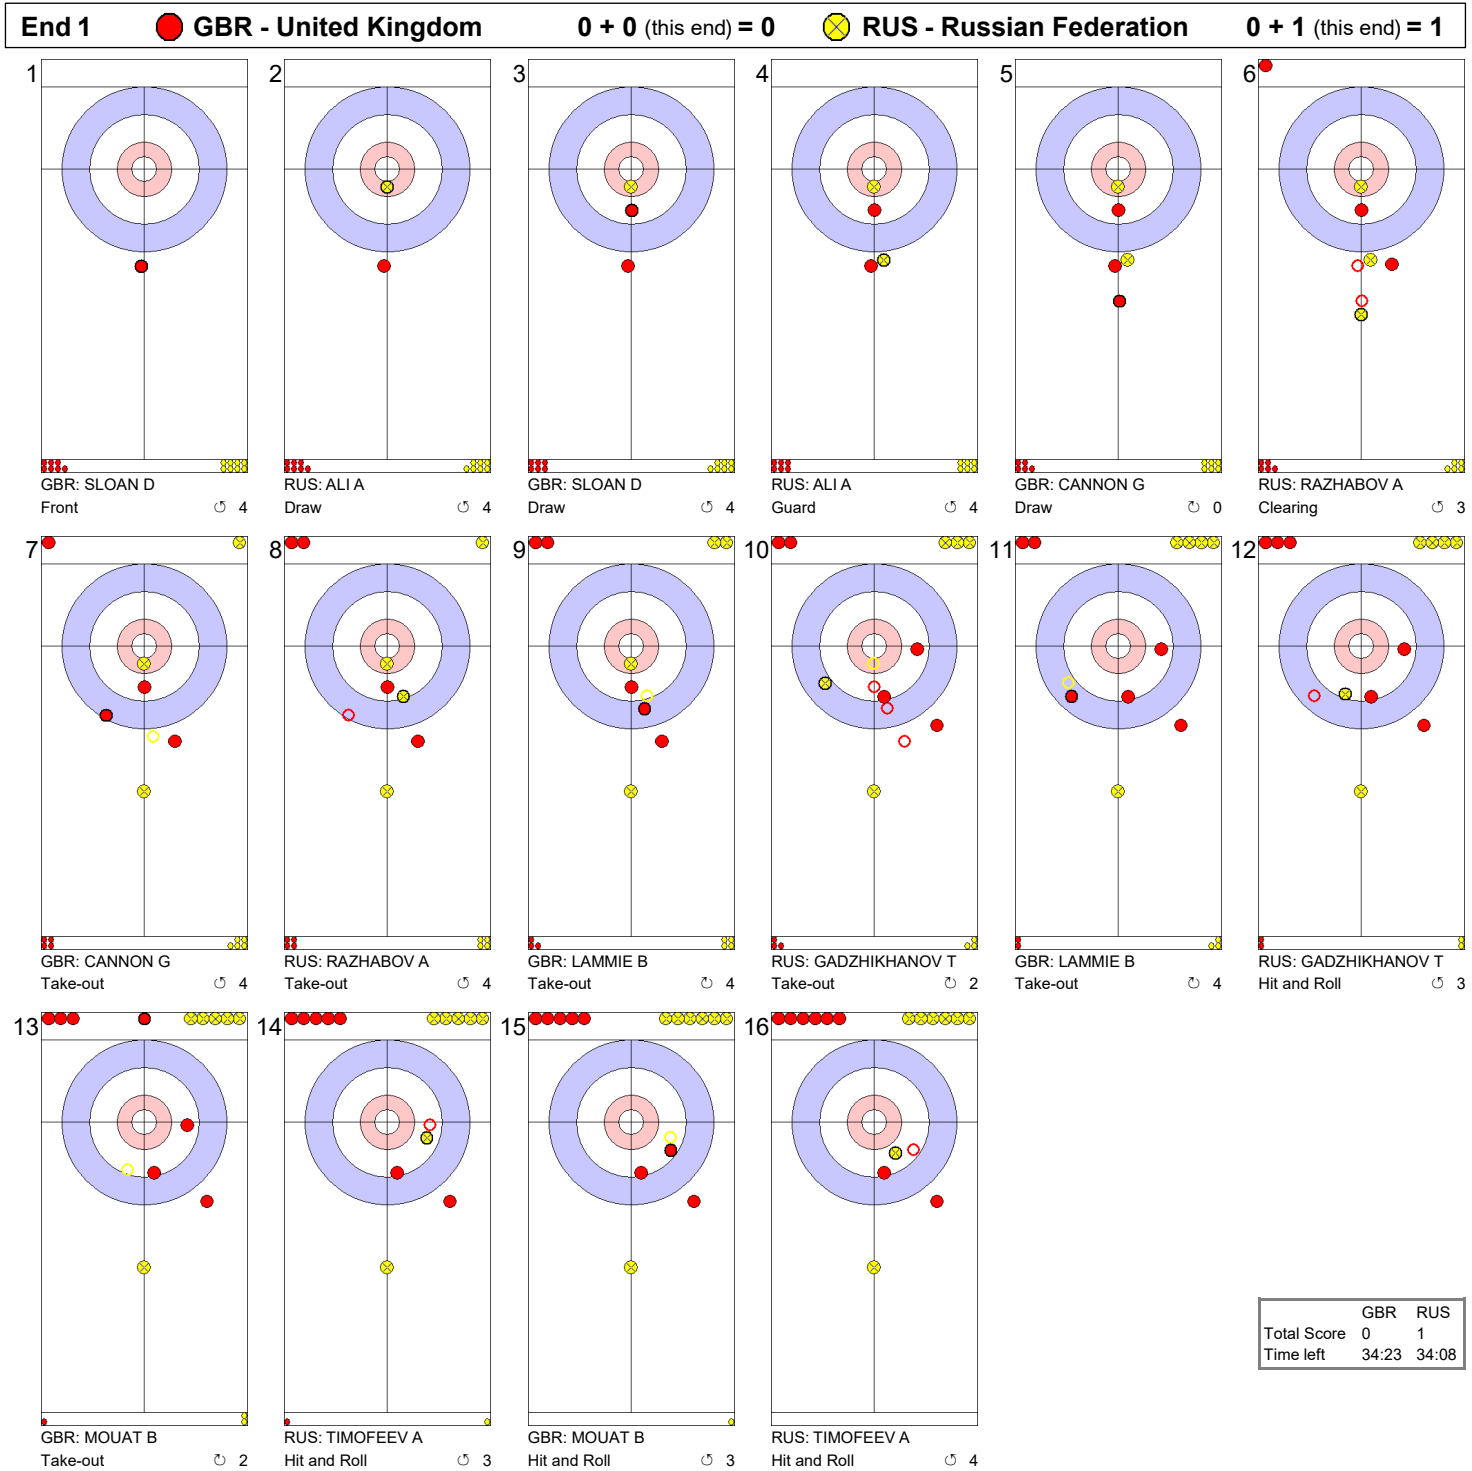 End 1 GBR - United Kingdom 0 + 0 (this end) = 0 RUS - Russian Federation 0 + 1 (this end) = 1
1 2 3 4 5 6
GBR: SLOAN D RUS: ALI A GBR: SLOAN D RUS: ALI A GBR: CANNON G RUS: RAZHABOV A
Front 4 Draw 4 Draw 4 Guard 4 Draw 0 Clearing 3
7 8 9 10 11 12
GBR: CANNON G RUS: RAZHABOV A GBR: LAMMIE B RUS: GADZHIKHANOV T GBR: LAMMIE B RUS: GADZHIKHANOV T
Take-out 4 Take-out 4 Take-out 4 Take-out 2 Take-out 4 Hit and Roll 3
13 14 15 16
GBR RUS
Total Score 0 1
Time left 34:23 34:08
GBR: MOUAT B RUS: TIMOFEEV A GBR: MOUAT B RUS: TIMOFEEV A
Take-out 2 Hit and Roll 3 Hit and Roll 3 Hit and Roll 4